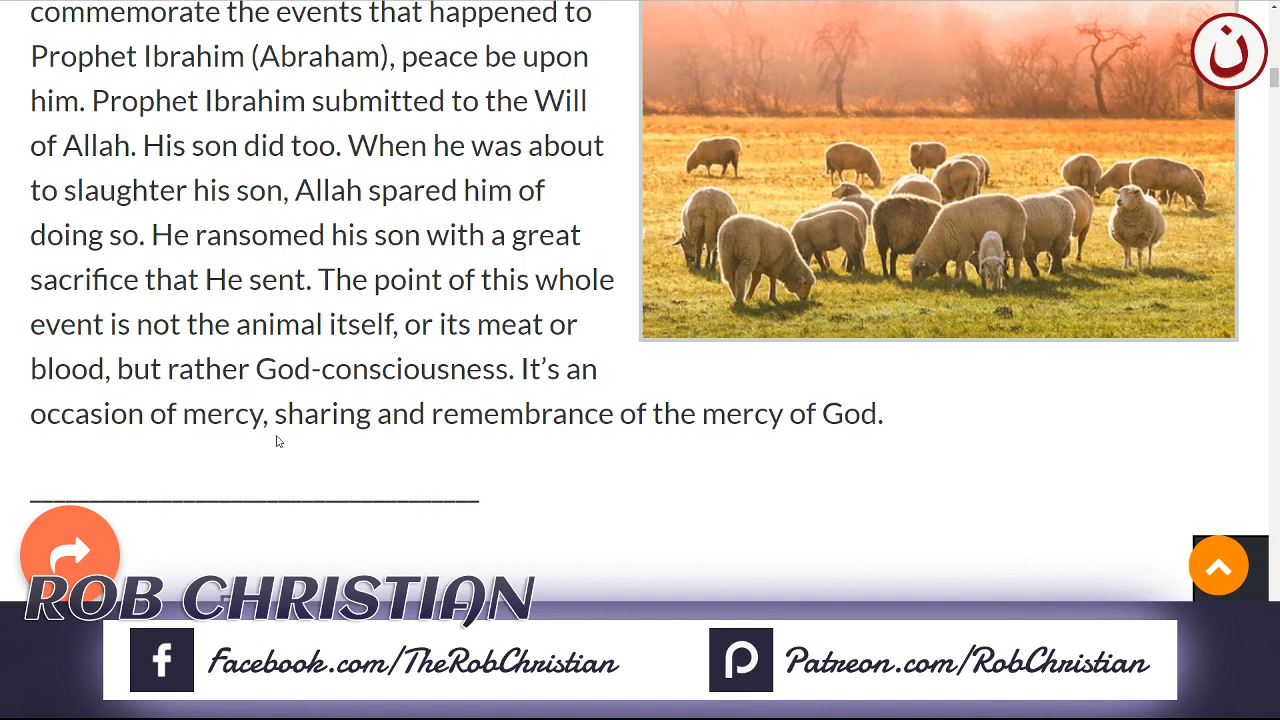 commemorate the events that happened to
Prophet Ibrahim (Abraham), peace be upon
him. Prophet Ibrahim submitted to the Will
of Allah. His son did too. When he was about
to slaughter his son, Allah spared him of
doing so. He ransomed his son with a great
sacrifice that He sent. The point of this whole
event is not the animal itself, or its meat or
blood, but rather God-consciousness. It’s an
occasion of mercy, sharing and remembrance of the mercy of God.
ن
ROB CHRISTIAN
Facebook.com/TheRobChristian
Patreon.com/RobChristian